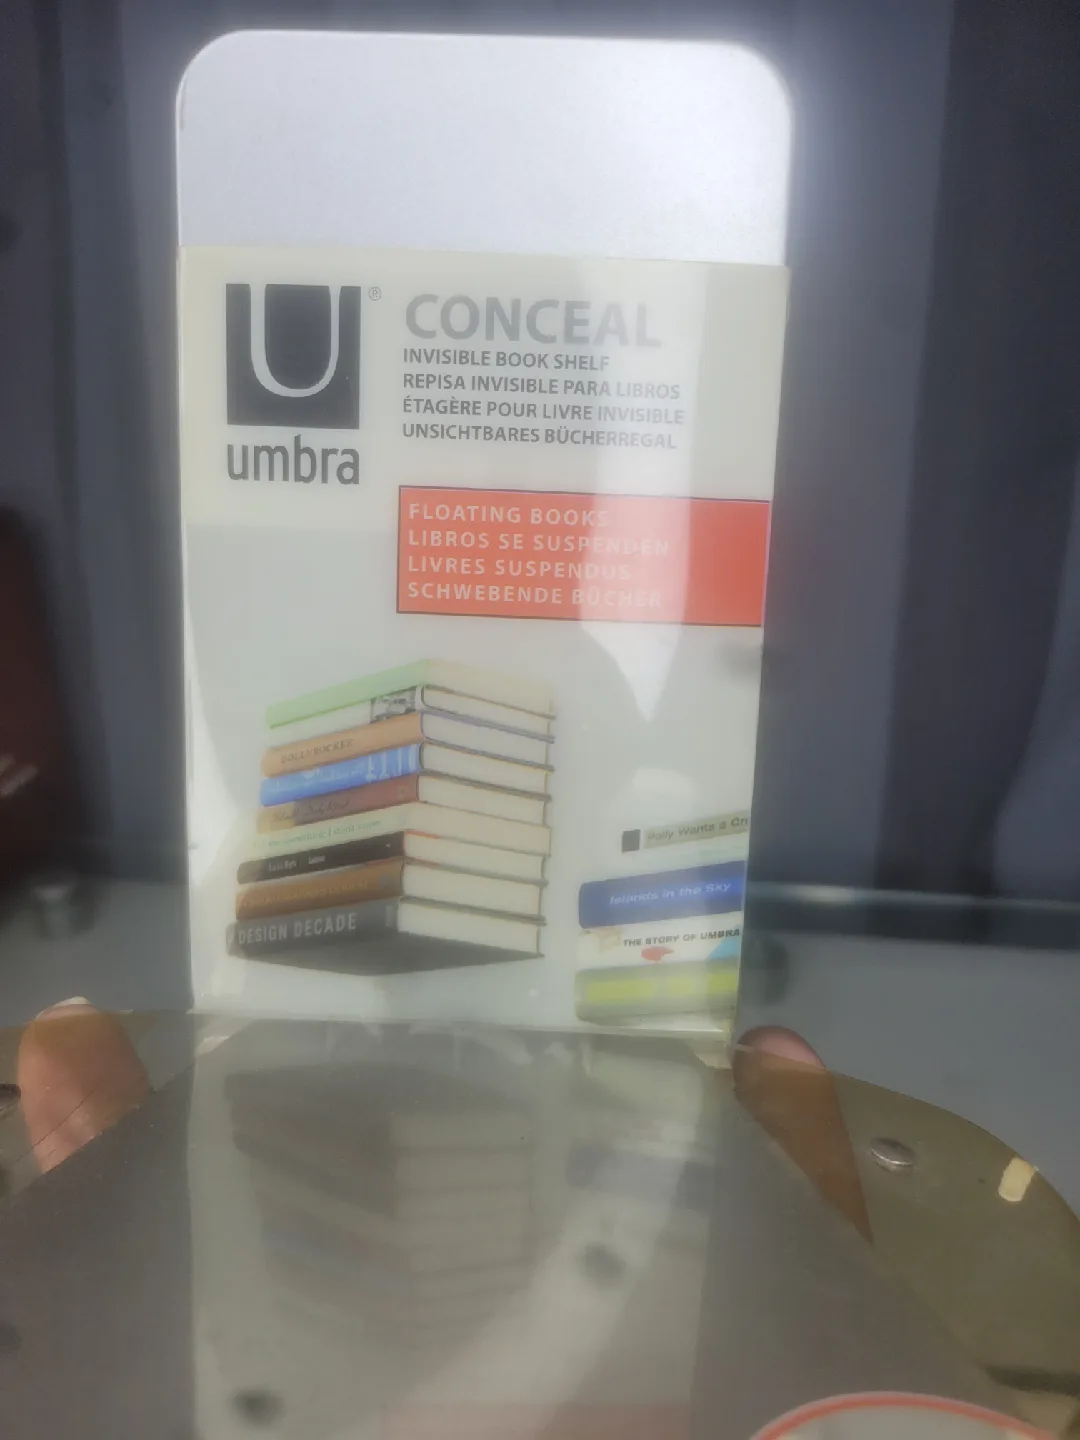 U®
umbra
CONCEAL
INVISIBLE BOOK SHELF
REPISA INVISIBLE PARA LIBROS
ÉTAGÈRE POUR LIVRE INVISIBLE
UNSICHTBARES BÜCHERREGAL
FLOATING BOOKS
LIBROS SE SUSPENDEN
LIVRES SUSPENDUS
SCHWEBENDE BÜCHER
DESIGN DECADE
Polly Wants a Cr
Islands in the Sky
THE STORY OF UMBRA